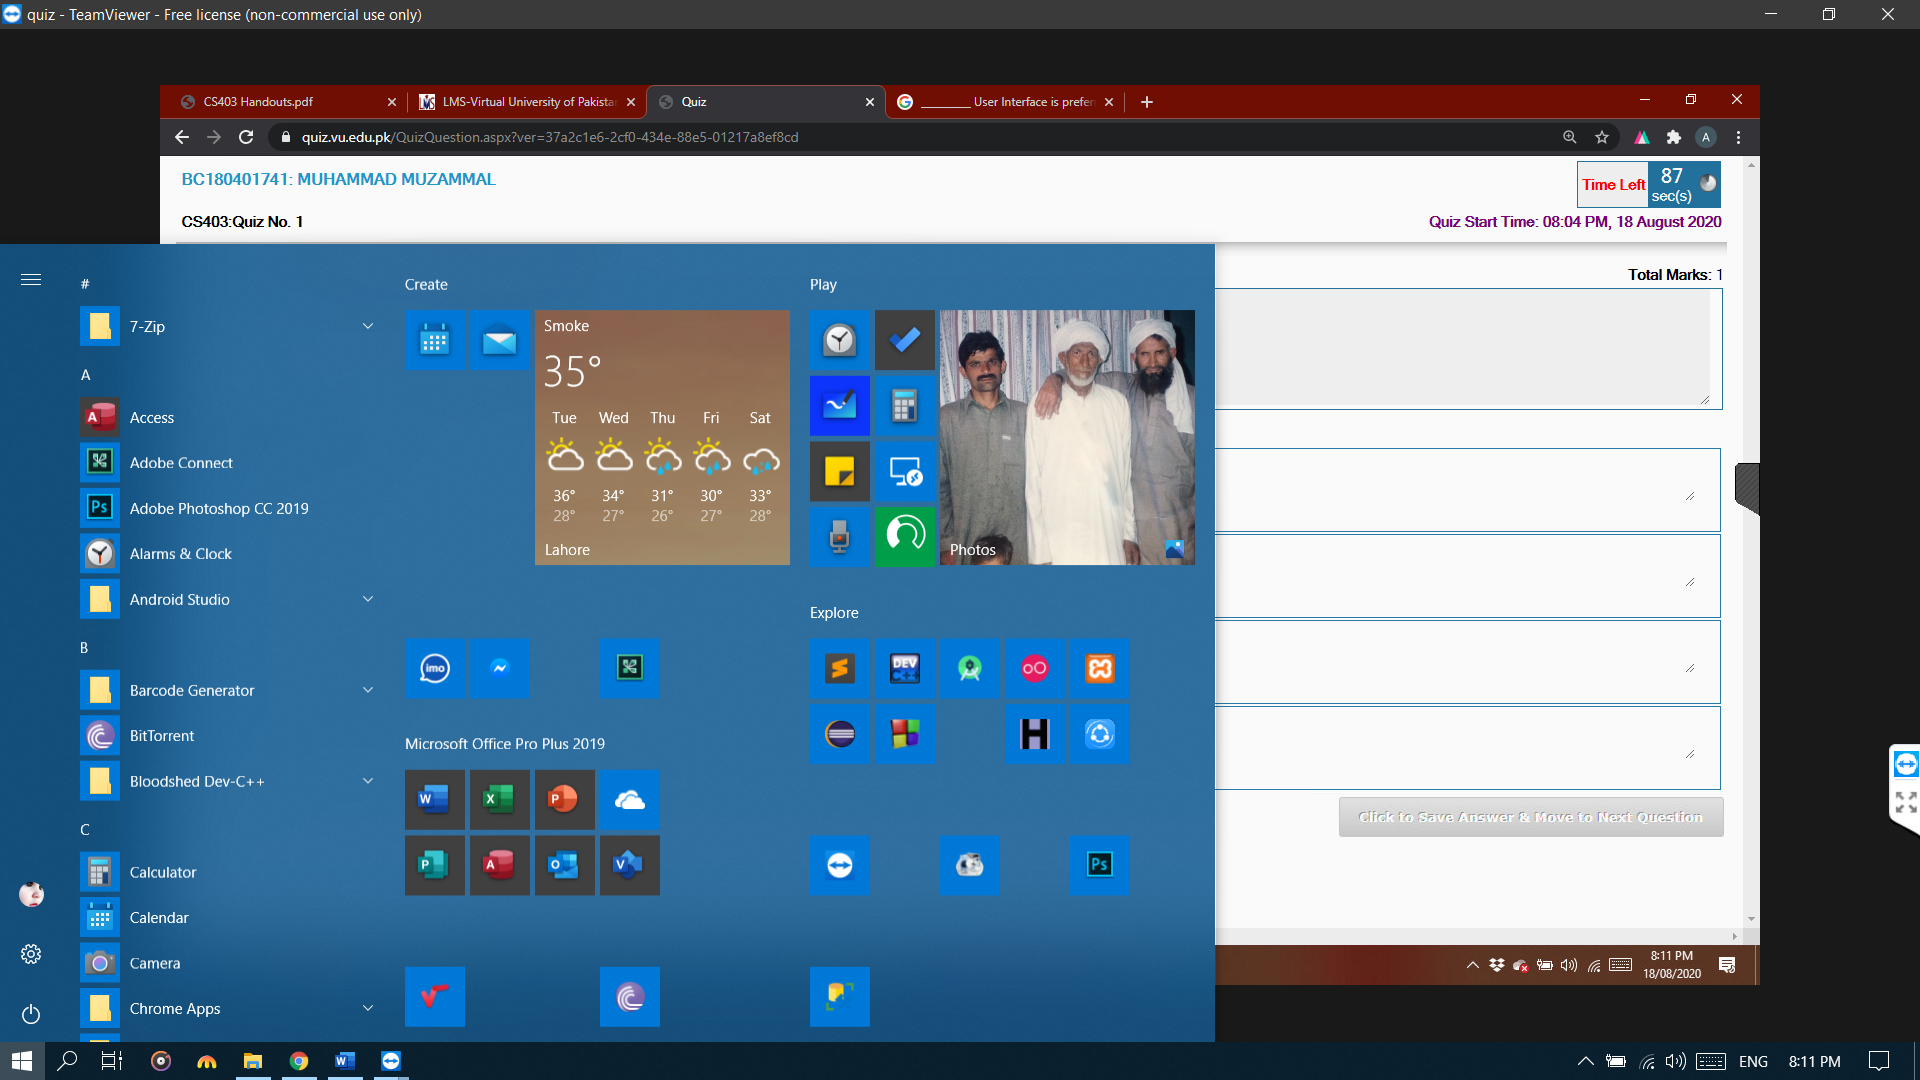 quiz - TeamViewer - Free license (non-commercial use only)
CS403 Handouts.pdf
LMS-Virtual University of Pakista
Quiz
_______ User Interface is prefer
quiz.vu.edu.pk/QuizQuestion.aspx?ver=37a2c1e6-2cf0-434e-88e5-01217a8ef8cd
A
BC180401741: MUHAMMAD MUZAMMAL
Time Left
87
sec(s)
CS403:Quiz No. 1
Quiz Start Time: 08:04 PM, 18 August 2020
Total Marks: 1
#
7-Zip
A
Access
Adobe Connect
Adobe Photoshop CC 2019
Alarms & Clock
Android Studio
B
Barcode Generator
BitTorrent
Bloodshed Dev-C++
C
Calculator
Calendar
Camera
Chrome Apps
Create
Smoke
35°
Tue Wed Thu Fri Sat
36° 34° 31° 30° 33°
28° 27° 26° 27° 28°
Lahore
imo
Microsoft Office Pro Plus 2019
Play
Photos
Explore
DEV
C++
Ps
Click to Save Answer & Move to Next Question
8:11 PM
18/08/2020
ENG
8:11 PM